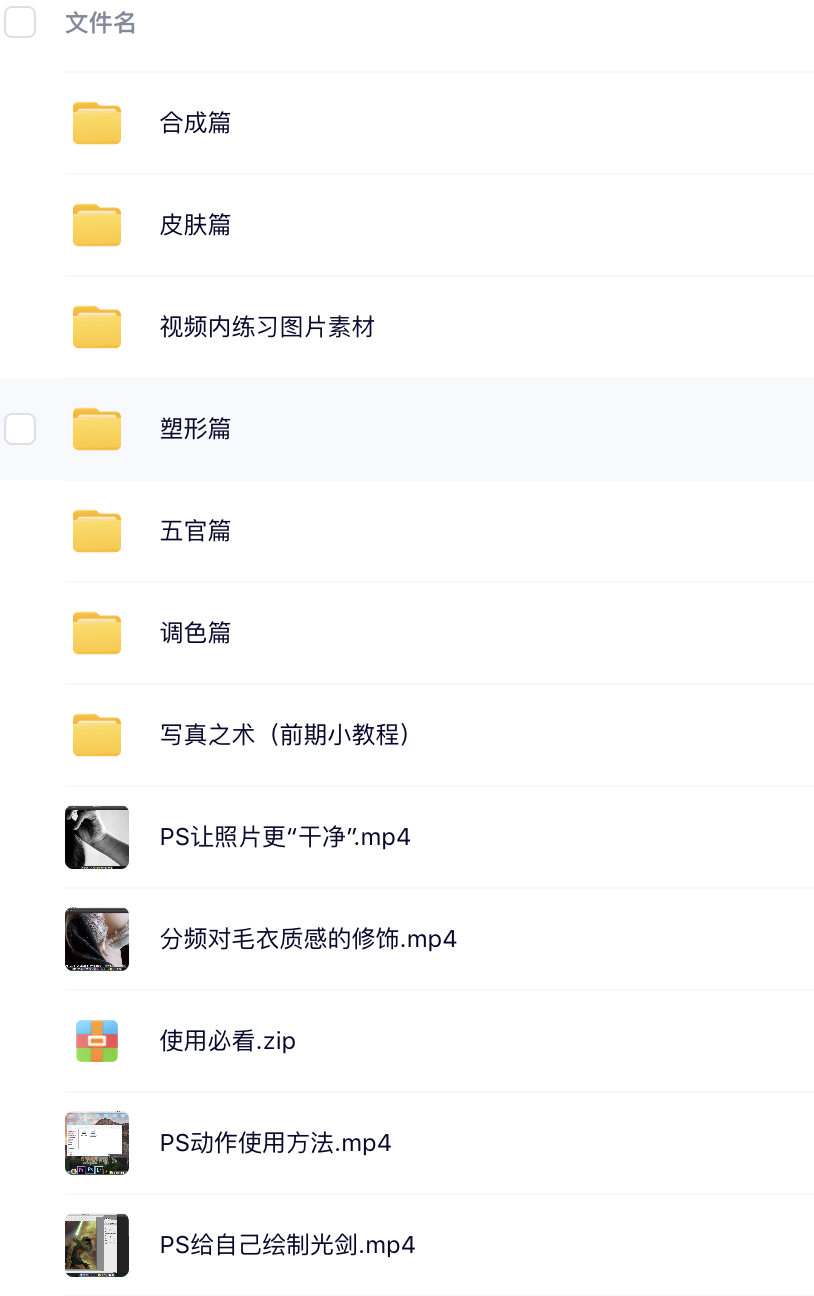 文件名
合成篇
皮肤篇
视频内练习图片素材
塑形篇
五官篇
调色篇
写真之术（前期小教程）
PS让照片更“干净”.mp4
分频对毛衣质感的修饰.mp4
使用必看.zip
PS动作使用方法.mp4
PS给自己绘制光剑.mp4